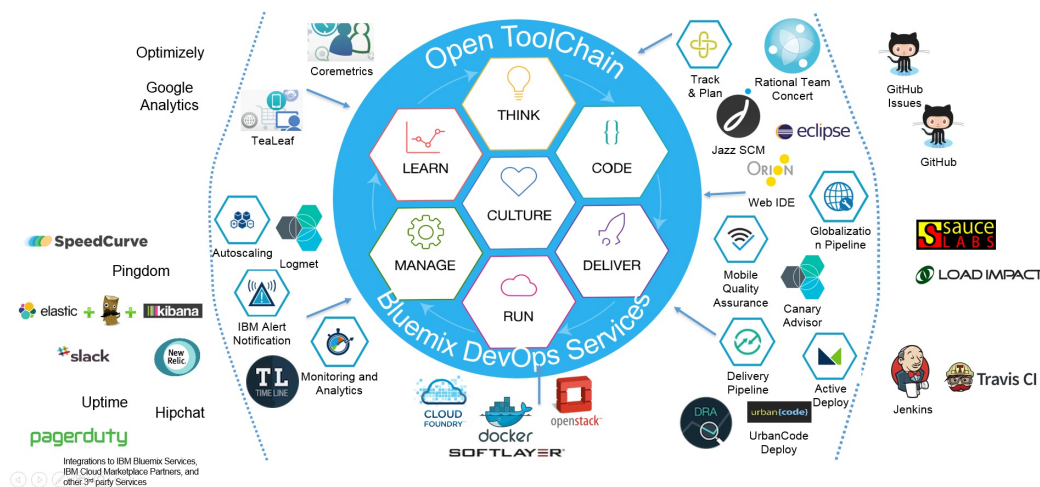 Open ToolChain
Bluemix DevOps Services
THINK
CODE
LEARN
CULTURE
MANAGE
DELIVER
RUN
Optimizely
Google
Analytics
Coremetrics
TeaLeaf
Autoscaling
Logmet
IBM Alert
Notification
Monitoring and
Analytics
TL
TIME LINE
SpeedCurve
Pingdom
elastic
kibana
slack
New
Relic.
Uptime
Hipchat
pagerduty
Integrations to IBM Bluemix Services,
IBM Cloud Marketplace Partners, and
other 3rd party Services
CLOUD
FOUNDRY
docker
openstack
SOFTLAYER
Track
& Plan
Rational Team
Concert
Jazz SCM
eclipse
ORION
Web IDE
Globalizatio
n Pipeline
Mobile
Quality
Assurance
Canary
Advisor
Delivery
Pipeline
Active
Deploy
DRA
urban{code}
UrbanCode
Deploy
GitHub
Issues
GitHub
S
sauce
LABS
LOAD IMPACT
Jenkins
T
Travis CI